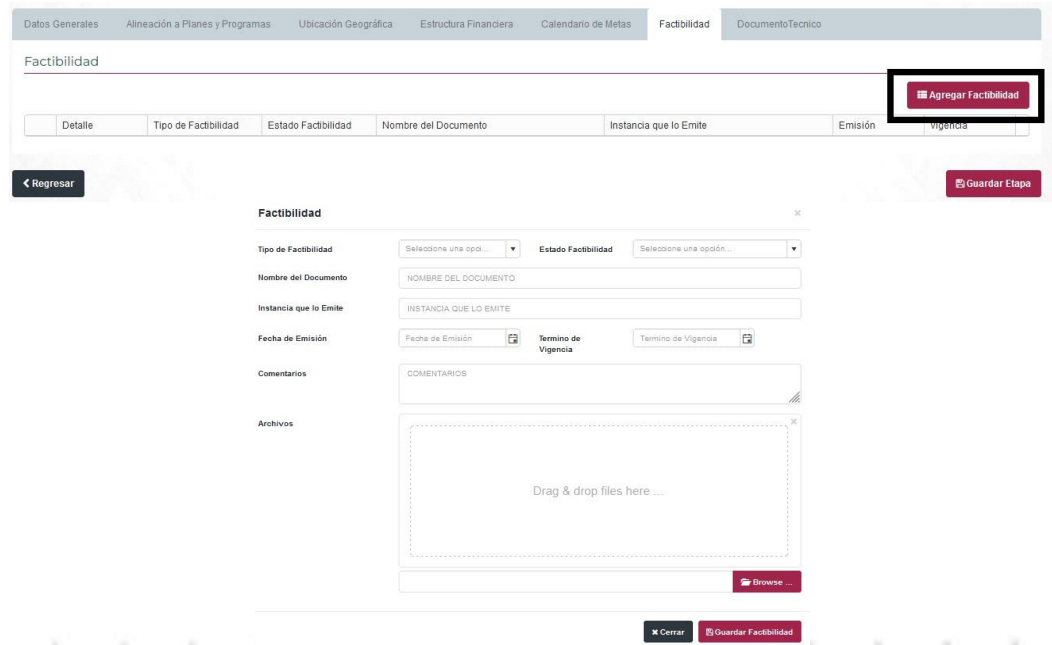 Datos Generales Alineación a Planes y Programas Ubicación Geográfica Estructura Financiera Calendario de Metas Factibilidad DocumentoTecnico
Factibilidad
Agregar Factibilidad
Detalle Tipo de Factibilidad Estado Factibilidad Nombre del Documento Instancia que lo Emite Emisión Vigencia
Regresar Guardar Etapa
Factibilidad
Tipo de Factibilidad Seleccione una opci... Estado Factibilidad Seleccione una opción...
Nombre del Documento NOMBRE DEL DOCUMENTO
Instancia que lo Emite INSTANCIA QUE LO EMITE
Fecha de Emisión Fecha de Emisión Termino de Vigencia Termino de Vigencia
Comentarios COMENTARIOS
Archivos
Drag & drop files here ...
Browse ...
Cerrar Guardar Factibilidad